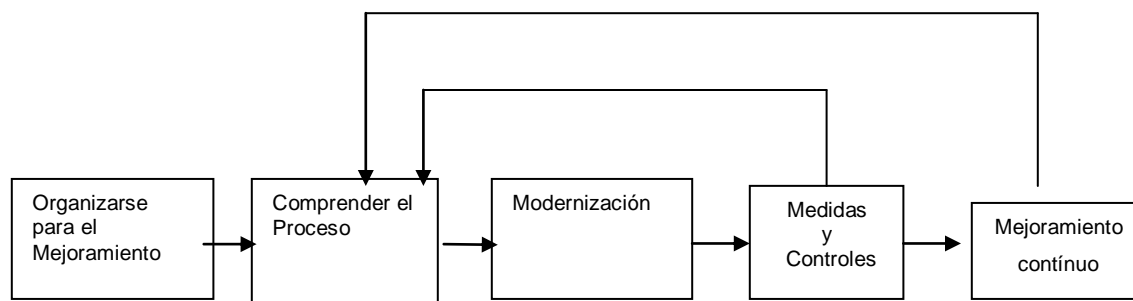 Organizarse
para el
Mejoramiento
Comprender el
Proceso
Modernización
Medidas
y
Controles
Mejoramiento
contínuo